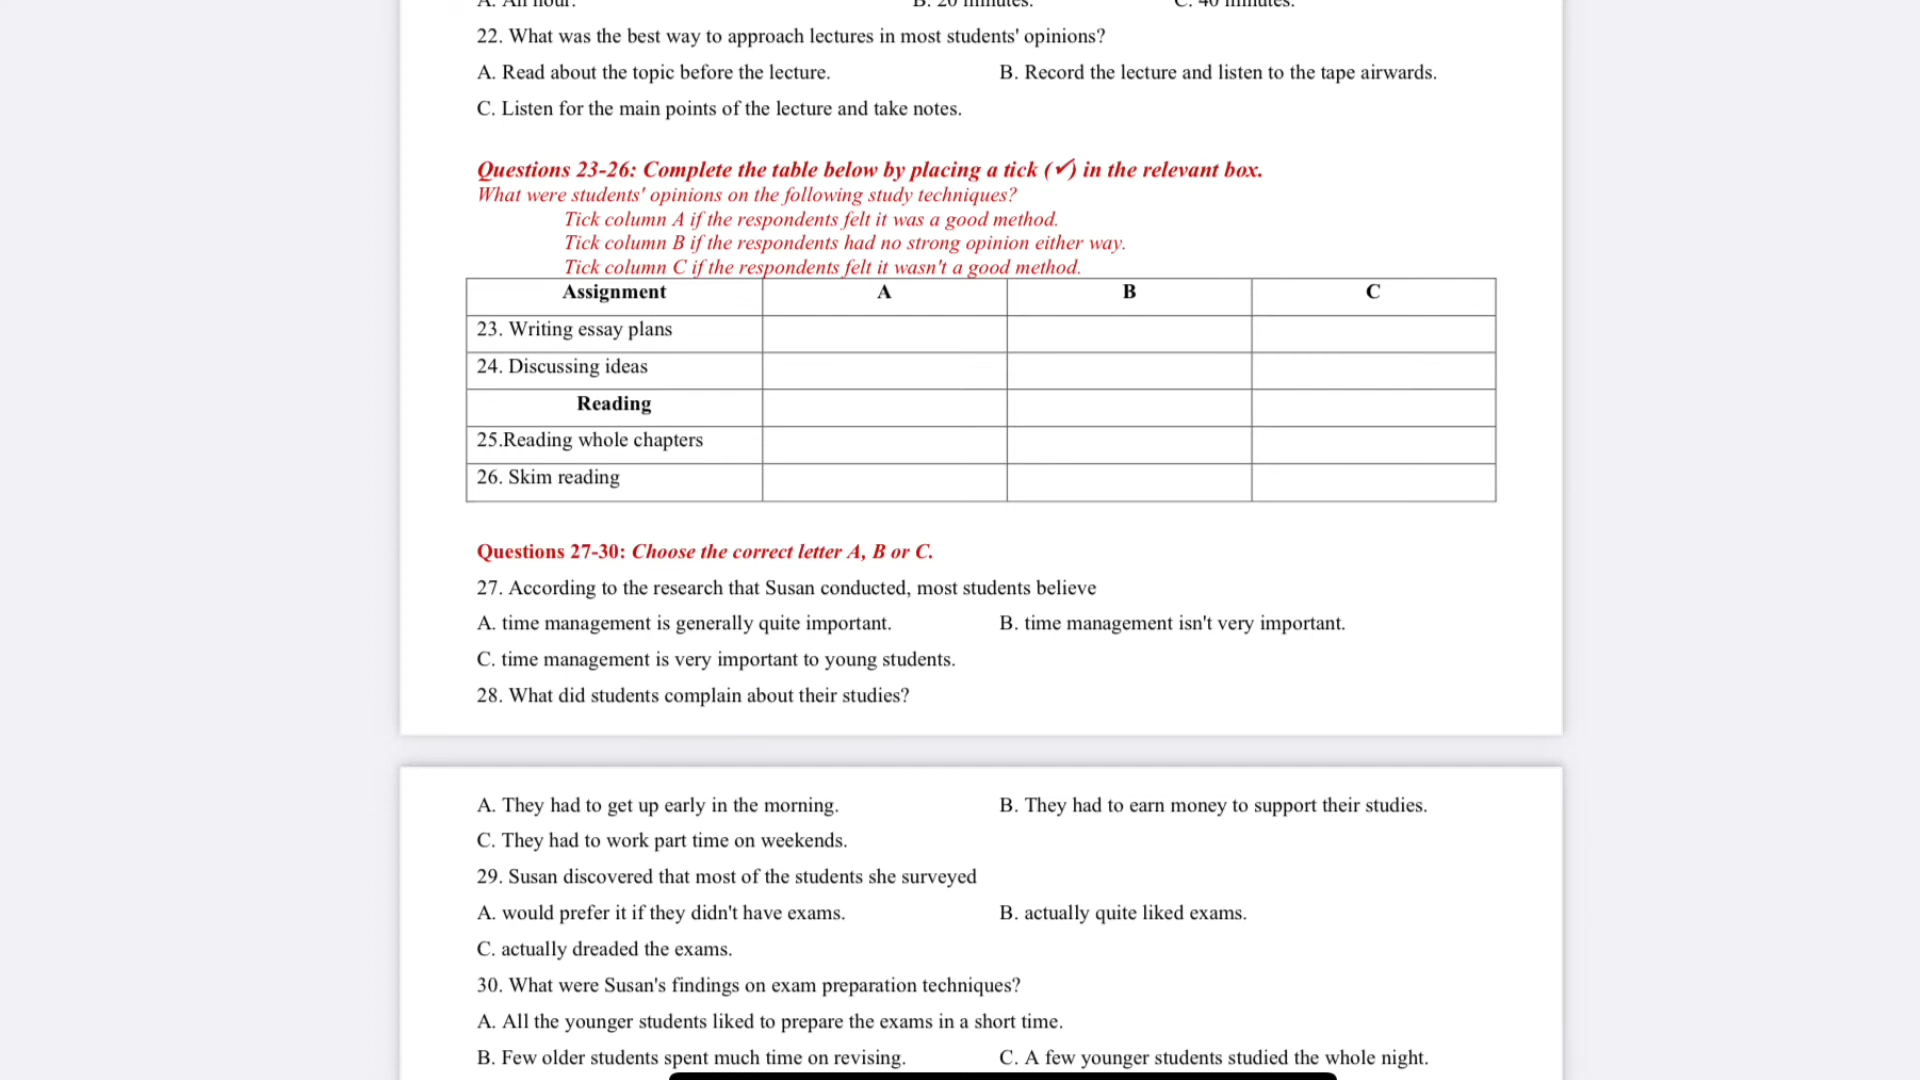 A. An hour. B. 20 minutes. C. 40 minutes.
22. What was the best way to approach lectures in most students' opinions?
A. Read about the topic before the lecture. B. Record the lecture and listen to the tape airwards.
C. Listen for the main points of the lecture and take notes.
Questions 23-26: Complete the table below by placing a tick (✓) in the relevant box.
What were students' opinions on the following study techniques?
Tick column A if the respondents felt it was a good method.
Tick column B if the respondents had no strong opinion either way.
Tick column C if the respondents felt it wasn't a good method.
Assignment A B C
23. Writing essay plans
24. Discussing ideas
Reading
25.Reading whole chapters
26. Skim reading
Questions 27-30: Choose the correct letter A, B or C.
27. According to the research that Susan conducted, most students believe
A. time management is generally quite important. B. time management isn't very important.
C. time management is very important to young students.
28. What did students complain about their studies?
A. They had to get up early in the morning. B. They had to earn money to support their studies.
C. They had to work part time on weekends.
29. Susan discovered that most of the students she surveyed
A. would prefer it if they didn't have exams. B. actually quite liked exams.
C. actually dreaded the exams.
30. What were Susan's findings on exam preparation techniques?
A. All the younger students liked to prepare the exams in a short time.
B. Few older students spent much time on revising. C. A few younger students studied the whole night.